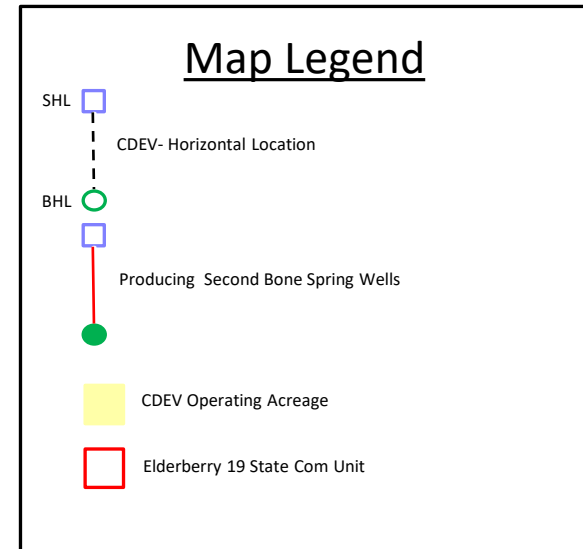 Map Legend
SHL
CDEV- Horizontal Location
BHL
Producing Second Bone Spring Wells
CDEV Operating Acreage
Elderberry 19 State Com Unit